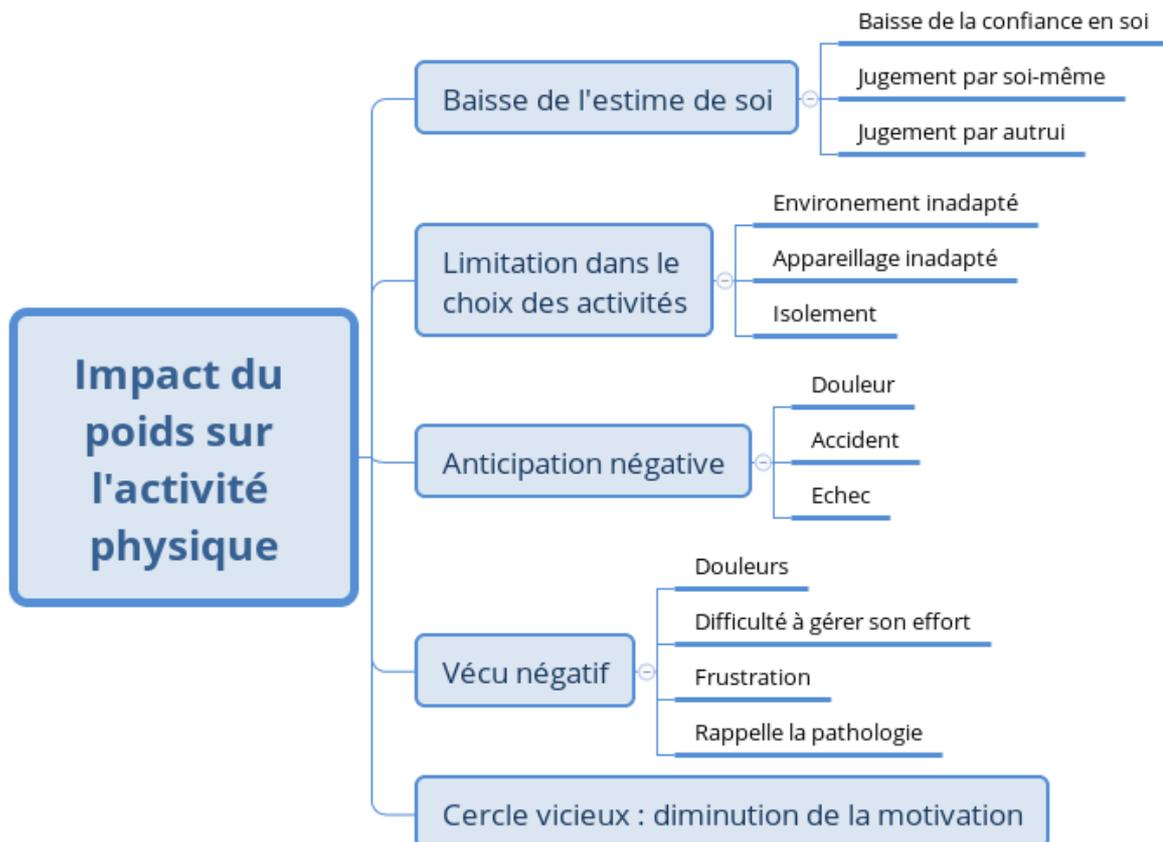 Impact du
poids sur
l'activité
physique
Baisse de l'estime de soi
Baisse de la confiance en soi
Jugement par soi-même
Jugement par autrui
Limitation dans le
choix des activités
Environement inadapté
Appareillage inadapté
Isolement
Anticipation négative
Douleur
Accident
Echec
Vécu négatif
Douleurs
Difficulté à gérer son effort
Frustration
Rappelle la pathologie
Cercle vicieux : diminution de la motivation